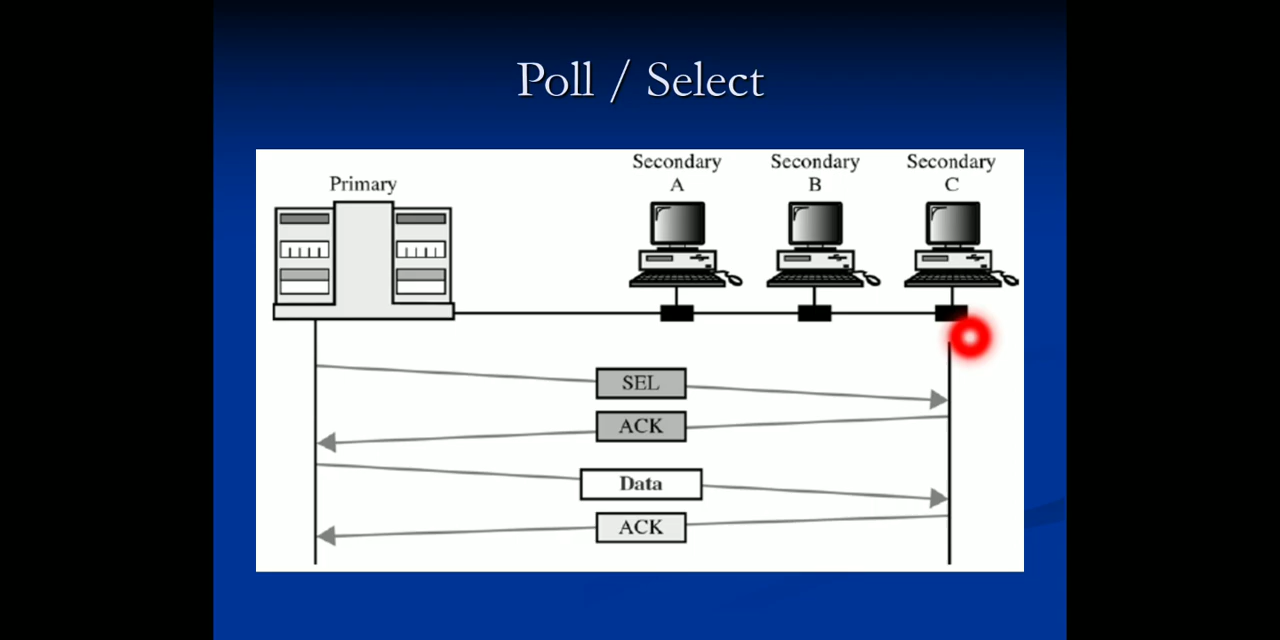 Poll / Select
Primary
Secondary
A
Secondary
B
Secondary
C
SEL
ACK
Data
ACK